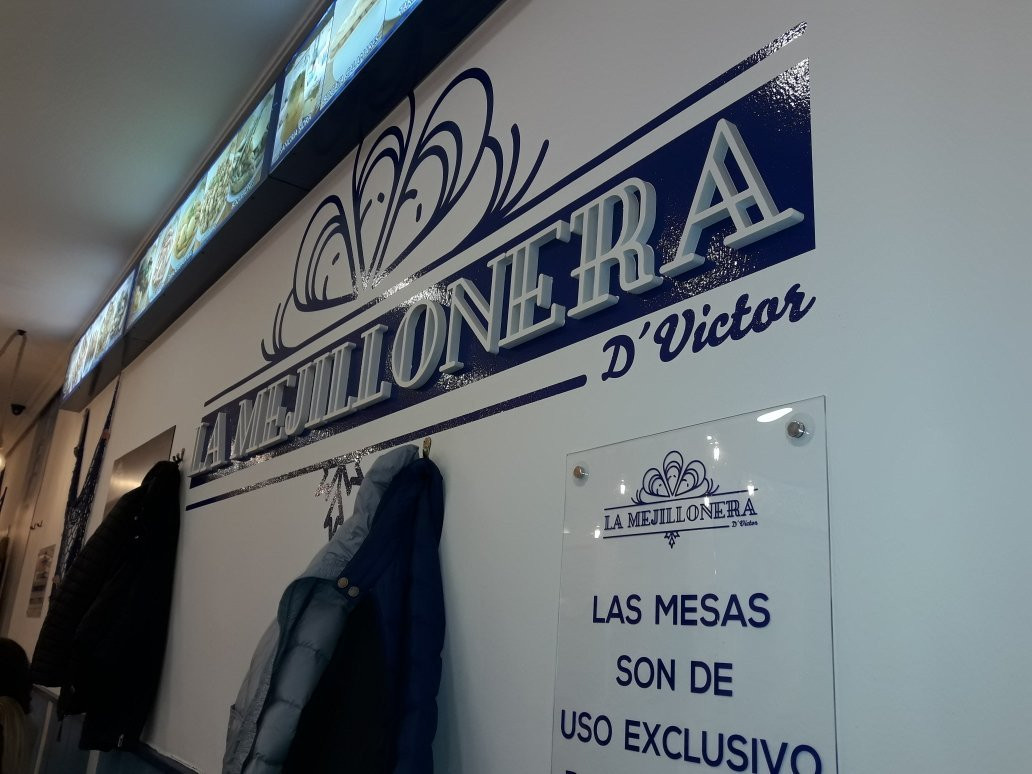 LA MEJILLONERA
D'Victor
LA MEJILLONERA
D'Victor
LAS MESAS
SON DE
USO EXCLUSIVO